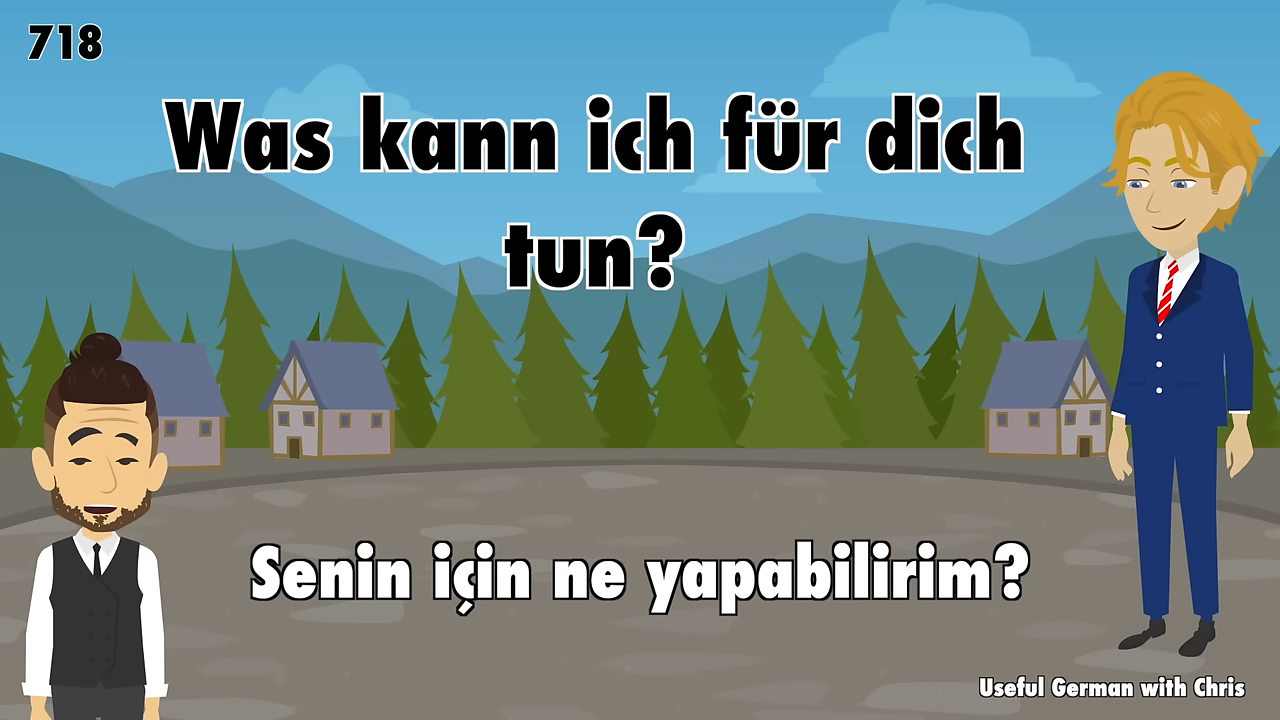 718
Was kann ich für dich
tun?
Senin için ne yapabilirim?
Useful German with Chris